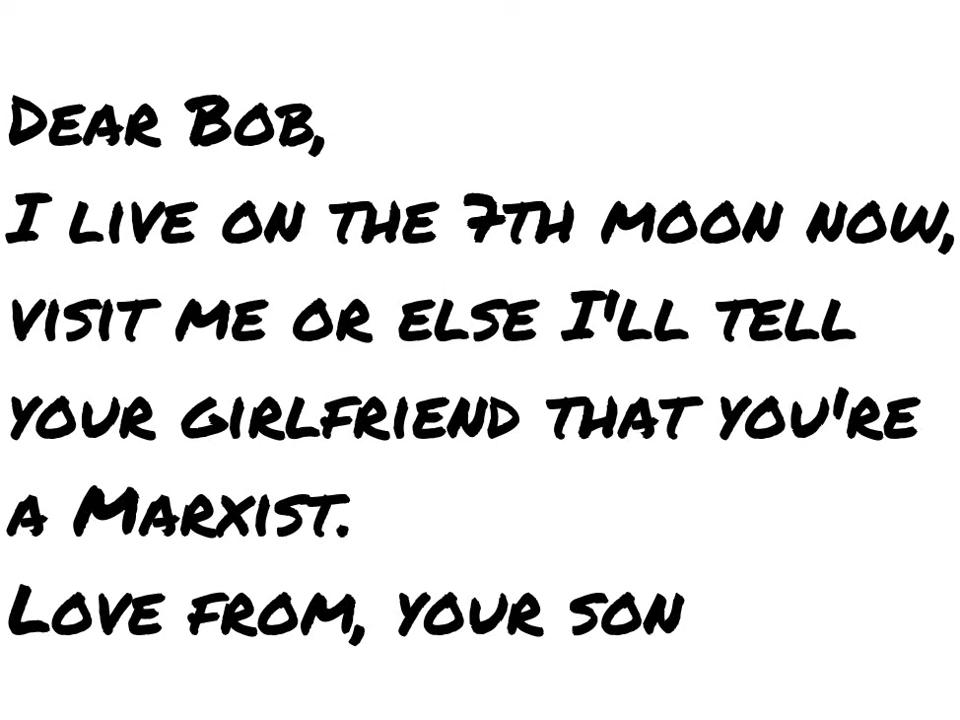 Dear Bob,
I live on the 7th moon now,
visit me or else I'll tell
your girlfriend that you're
a Marxist.
Love from, your son